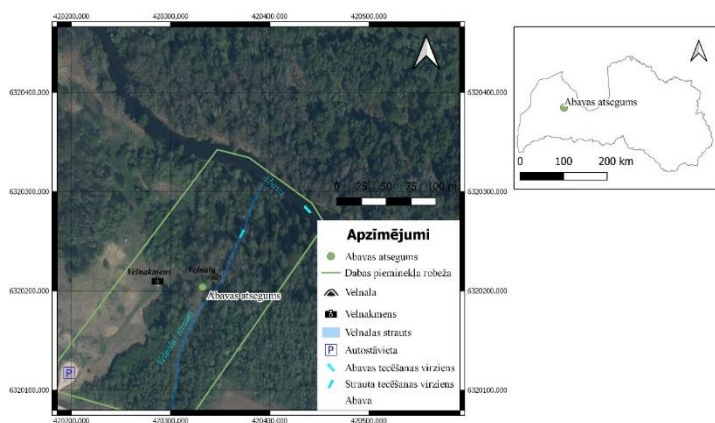 420200,000 420300,000 420400,000 420500,000
6320400,000
6320300,000
6320200,000
6320100,000
6320400,000
6320300,000
6320200,000
6320100,000
420200,000 420300,000 420400,000 420500,000
0 25 50 75 100 m
Abava
Velnakmens
Velnala
Abavas atsegums
Velnalas strauts
P
Apzīmējumi
Abavas atsegums
Dabas pieminekļa robeža
Velnala
Velnakmens
Velnalas strauts
P Autostāvieta
Abavas tecēšanas virziens
Strauta tecēšanas virziens
Abava
Abavas atsegums
0 100 200 km